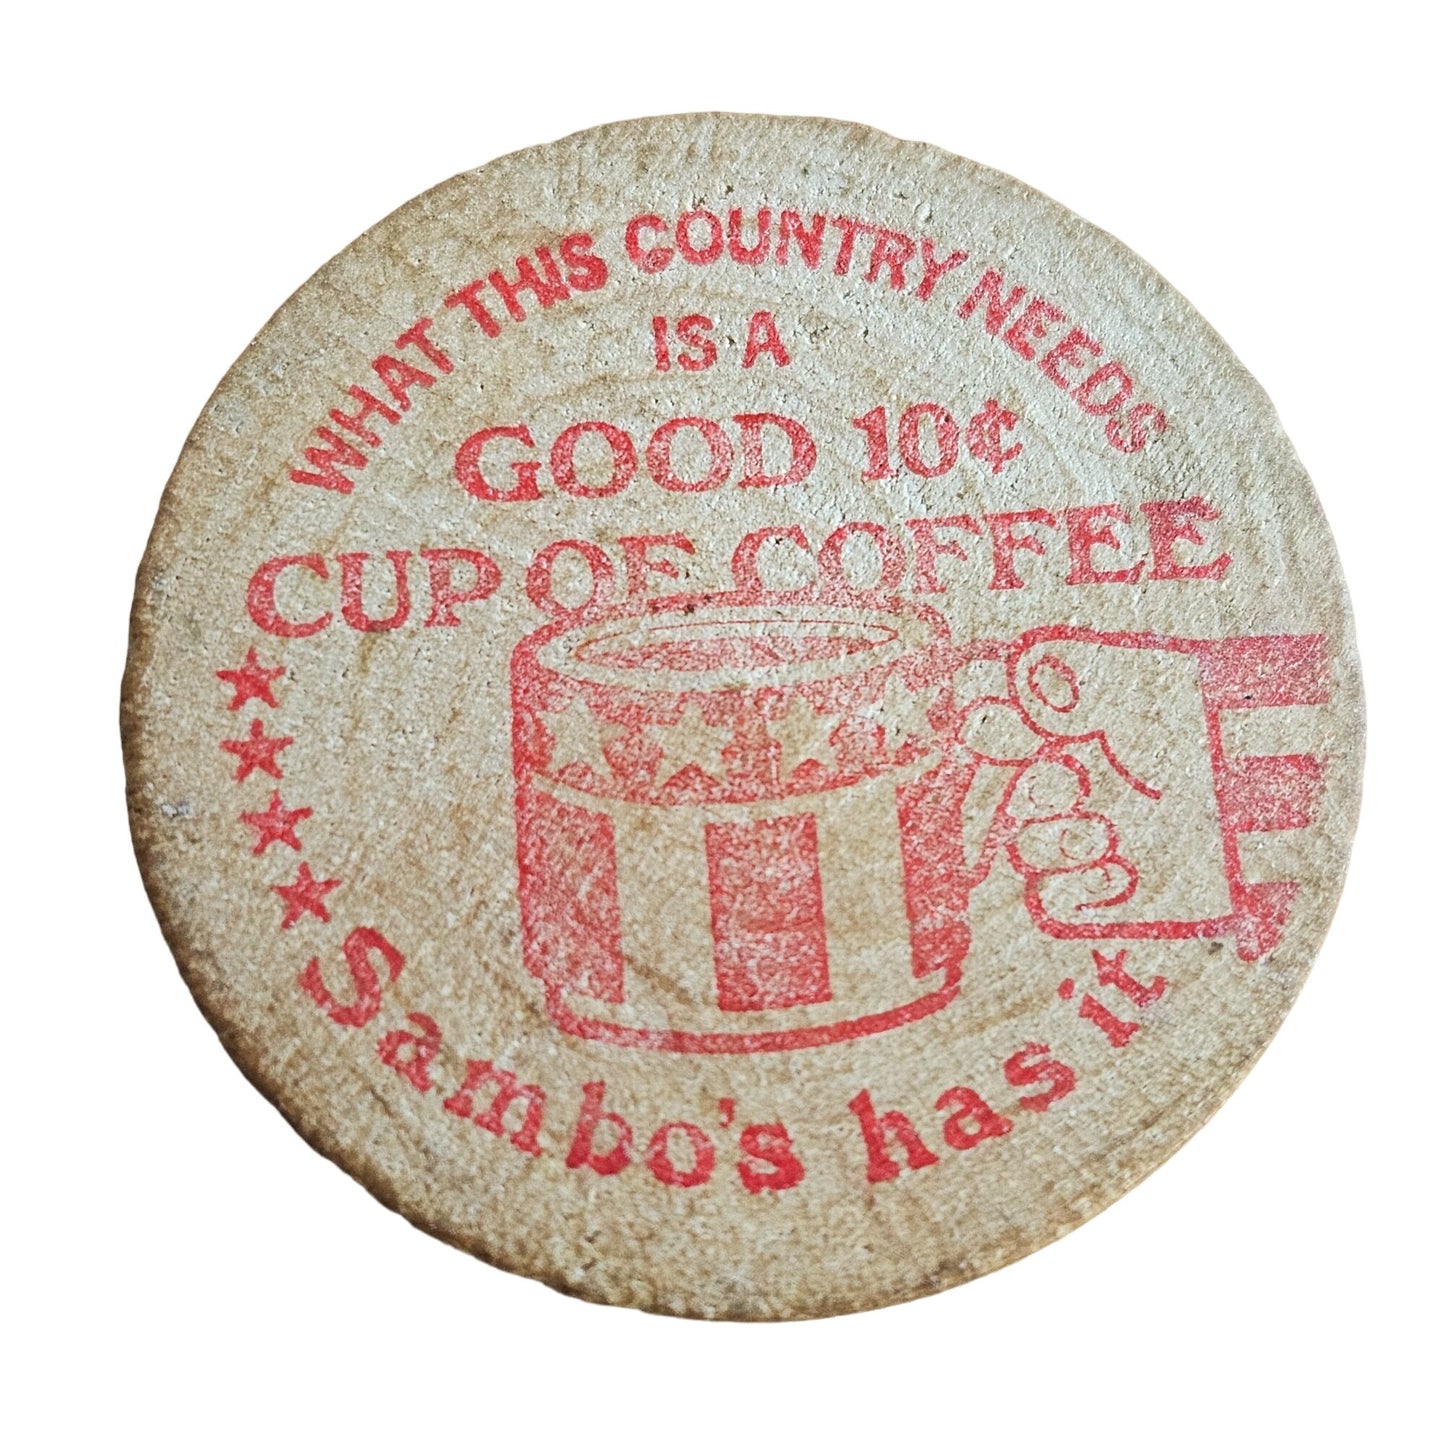 WHAT THIS COUNTRY NEEDS
IS A
GOOD 10¢
CUP OF COFFEE
Sambo's has it